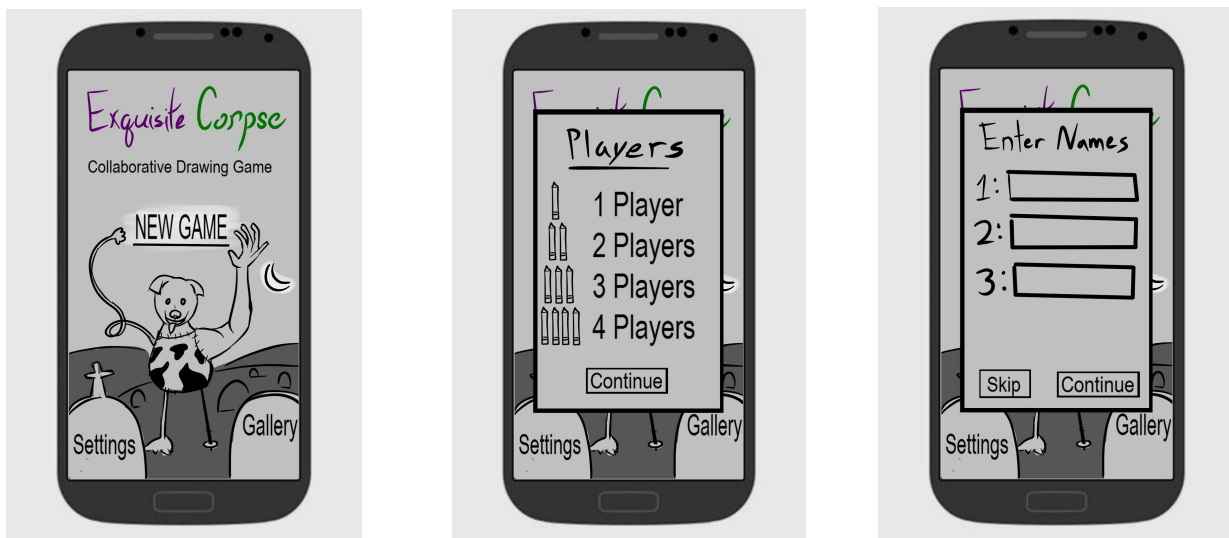 Exquisite Corpse
Collaborative Drawing Game
NEW GAME
Settings
Gallery
Players
1 Player
2 Players
3 Players
4 Players
Continue
Settings
Gallery
Enter Names
1:
2:
3:
Skip
Continue
Settings
Gallery